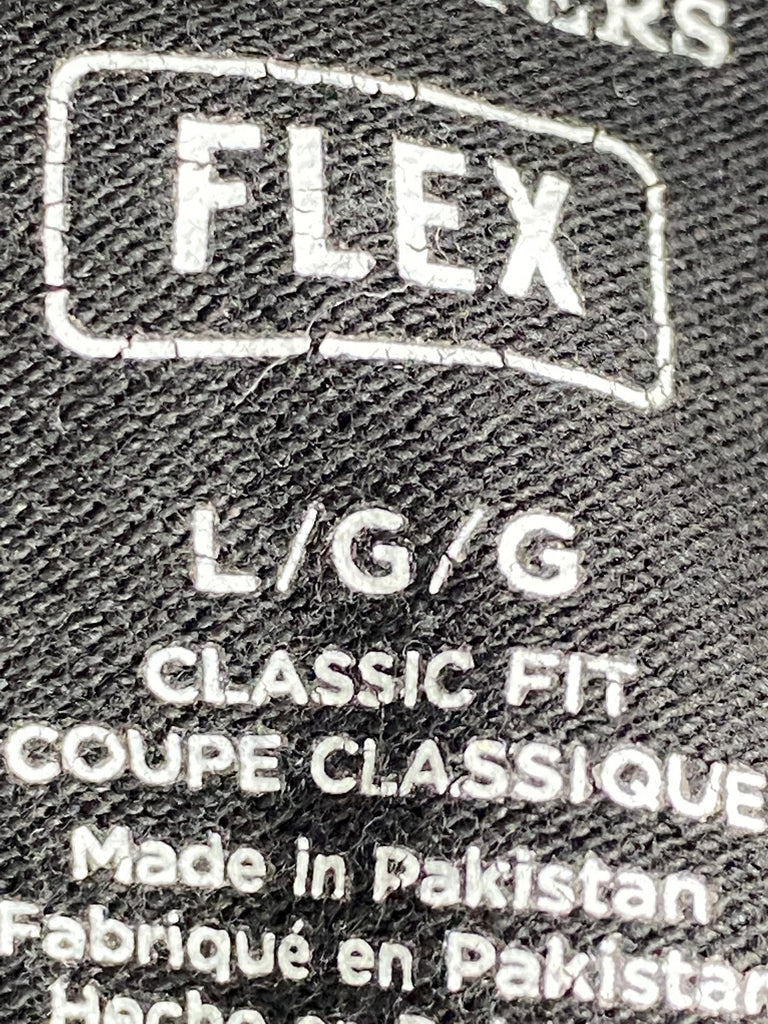 FLEX
L/G/G
CLASSIC FIT
COUPE CLASSIQUE
Made in Pakistan
Fabriqué en Pakistan